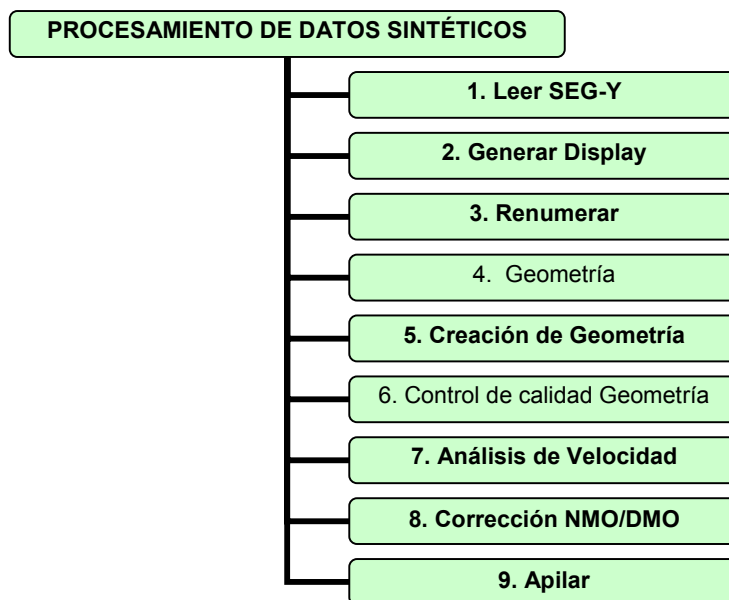 PROCESAMIENTO DE DATOS SINTÉTICOS
1. Leer SEG-Y
2. Generar Display
3. Renumerar
4. Geometría
5. Creación de Geometría
6. Control de calidad Geometría
7. Análisis de Velocidad
8. Corrección NMO/DMO
9. Apilar